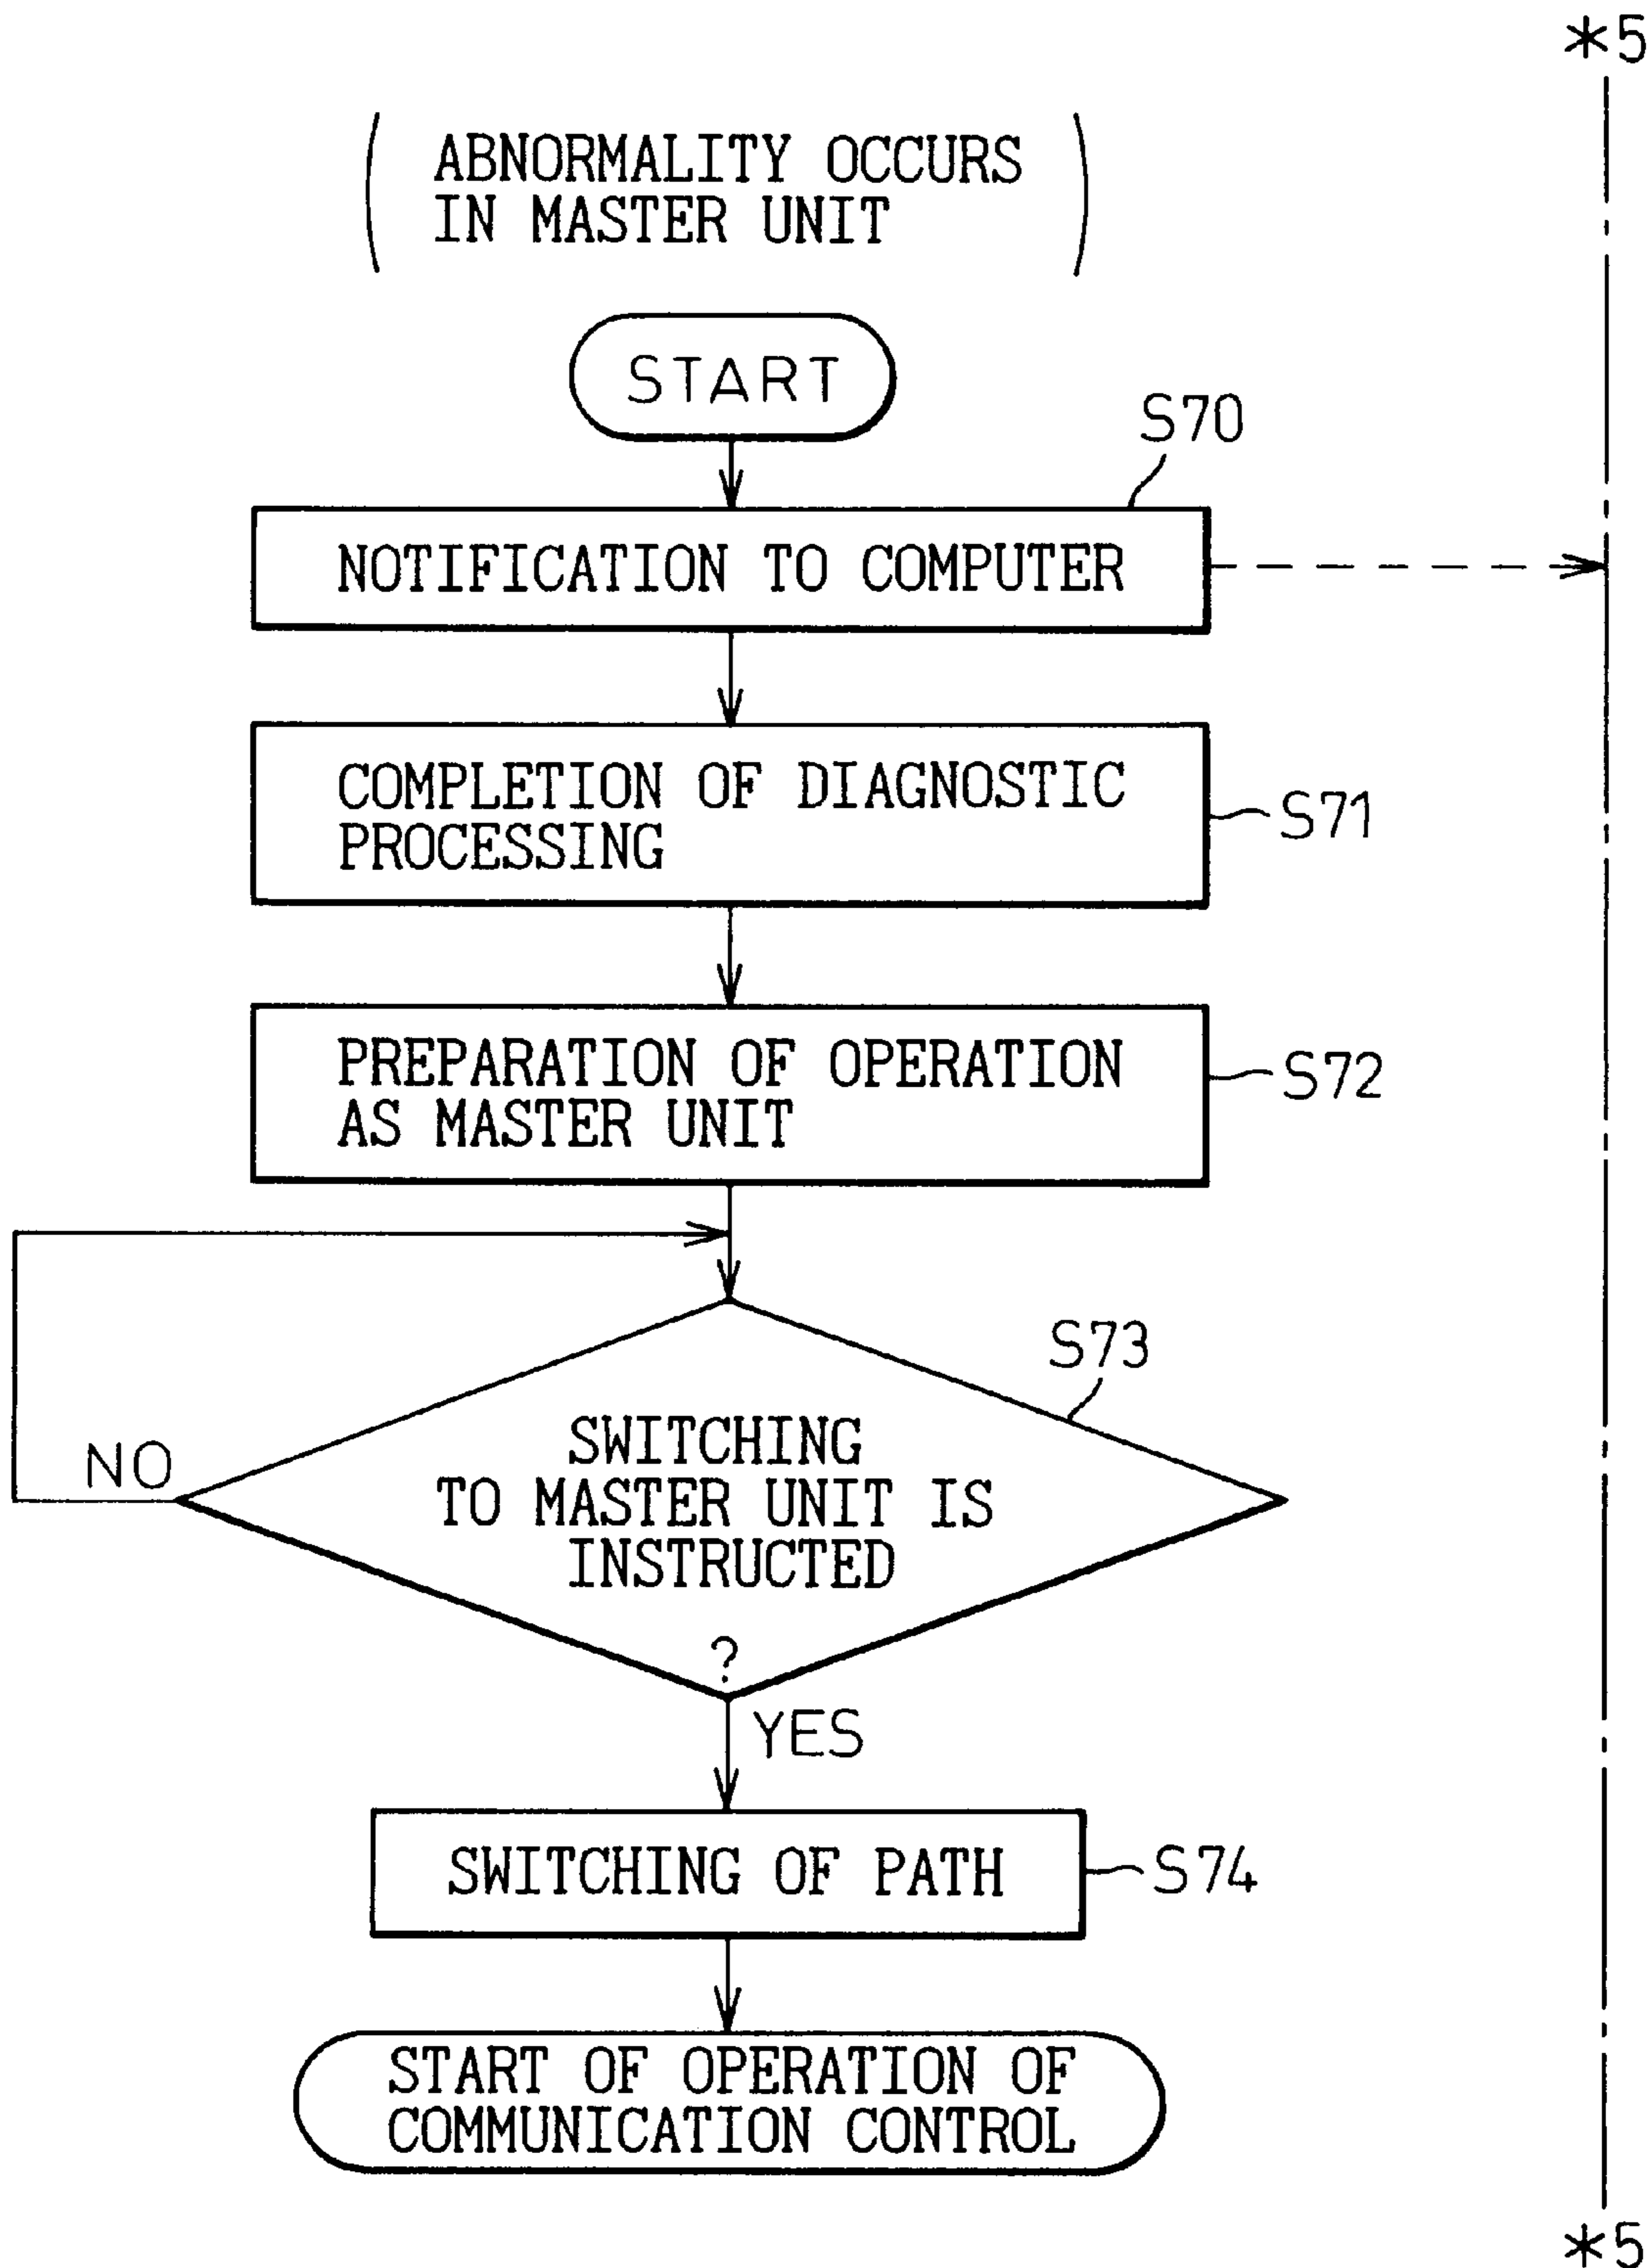 *5
ABNORMALITY OCCURS
IN MASTER UNIT
START
S70
NOTIFICATION TO COMPUTER
COMPLETION OF DIAGNOSTIC
PROCESSING
S71
PREPARATION OF OPERATION
AS MASTER UNIT
S72
S73
SWITCHING
TO MASTER UNIT IS
INSTRUCTED
?
NO
YES
SWITCHING OF PATH
S74
START OF OPERATION OF
COMMUNICATION CONTROL
*5